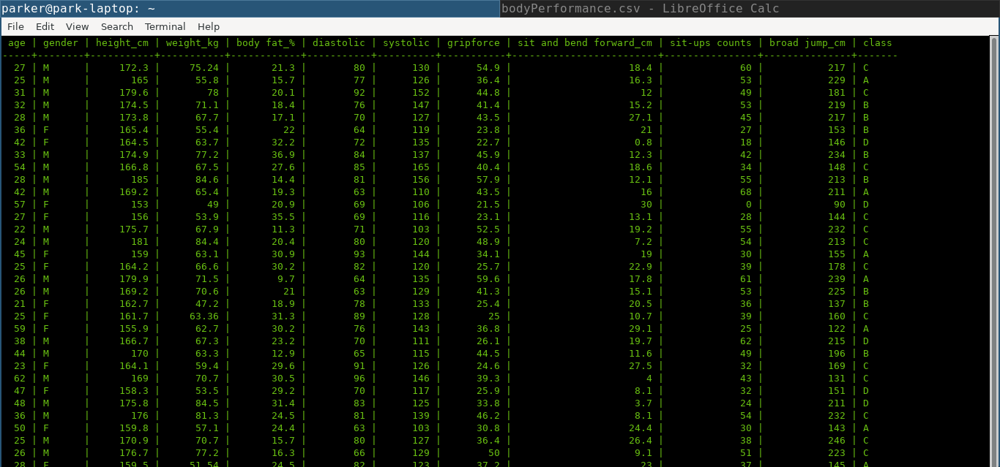 parker@park-laptop: ~ bodyPerformance.csv - LibreOffice Calc
File Edit View Search Terminal Help
age | gender | height_cm | weight_kg | body fat_% | diastolic | systolic | gripforce | sit and bend forward_cm | sit-ups counts | broad jump_cm | class
-----+--------+-----------+-----------+------------+-----------+----------+-----------+-------------------------+----------------+---------------+-------
27 | M | 172.3 | 75.24 | 21.3 | 80 | 130 | 54.9 | 18.4 | 60 | 217 | C
25 | M | 165 | 55.8 | 15.7 | 77 | 126 | 36.4 | 16.3 | 53 | 229 | A
31 | M | 179.6 | 78 | 20.1 | 92 | 152 | 44.8 | 12 | 49 | 181 | C
32 | M | 174.5 | 71.1 | 18.4 | 76 | 147 | 41.4 | 15.2 | 53 | 219 | B
28 | M | 173.8 | 67.7 | 17.1 | 70 | 127 | 43.5 | 27.1 | 45 | 217 | B
36 | F | 165.4 | 55.4 | 22 | 64 | 119 | 23.8 | 21 | 27 | 153 | B
42 | F | 164.5 | 63.7 | 32.2 | 72 | 135 | 22.7 | 0.8 | 18 | 146 | D
33 | M | 174.9 | 77.2 | 36.9 | 84 | 137 | 45.9 | 12.3 | 42 | 234 | B
54 | M | 166.8 | 67.5 | 27.6 | 85 | 165 | 40.4 | 18.6 | 34 | 148 | C
28 | M | 185 | 84.6 | 14.4 | 81 | 156 | 57.9 | 12.1 | 55 | 213 | B
42 | M | 169.2 | 65.4 | 19.3 | 63 | 110 | 43.5 | 16 | 68 | 211 | A
57 | F | 153 | 49 | 20.9 | 69 | 106 | 21.5 | 30 | 0 | 90 | D
27 | F | 156 | 53.9 | 35.5 | 69 | 116 | 23.1 | 13.1 | 28 | 144 | C
22 | M | 175.7 | 67.9 | 11.3 | 71 | 103 | 52.5 | 19.2 | 55 | 232 | C
24 | M | 181 | 84.4 | 20.4 | 80 | 120 | 48.9 | 7.2 | 54 | 213 | C
45 | F | 159 | 63.1 | 30.9 | 93 | 144 | 34.1 | 19 | 30 | 155 | A
25 | F | 164.2 | 66.6 | 30.2 | 82 | 120 | 25.7 | 22.9 | 39 | 178 | C
26 | M | 179.9 | 71.5 | 9.7 | 64 | 135 | 59.6 | 17.8 | 61 | 239 | A
26 | M | 169.2 | 70.6 | 21 | 63 | 129 | 41.3 | 15.1 | 53 | 225 | B
21 | F | 162.7 | 47.2 | 18.9 | 78 | 133 | 25.4 | 20.5 | 36 | 137 | B
25 | F | 161.7 | 63.36 | 31.3 | 89 | 128 | 25 | 10.7 | 39 | 160 | C
59 | F | 155.9 | 62.7 | 30.2 | 76 | 143 | 36.8 | 29.1 | 25 | 122 | A
38 | M | 166.7 | 67.3 | 23.2 | 70 | 111 | 26.1 | 19.7 | 62 | 215 | D
44 | M | 170 | 63.3 | 12.9 | 65 | 115 | 44.5 | 11.6 | 49 | 196 | B
23 | F | 164.1 | 59.4 | 29.6 | 91 | 126 | 24.6 | 27.5 | 32 | 169 | C
62 | M | 169 | 70.7 | 30.5 | 96 | 146 | 39.3 | 4 | 43 | 131 | C
47 | F | 158.3 | 53.5 | 29.2 | 70 | 117 | 25.9 | 8.1 | 32 | 151 | D
48 | M | 175.8 | 84.5 | 31.4 | 83 | 125 | 33.8 | 3.7 | 24 | 211 | D
36 | M | 176 | 81.3 | 24.5 | 81 | 139 | 46.2 | 8.1 | 54 | 232 | C
50 | F | 159.8 | 57.1 | 24.4 | 63 | 103 | 30.8 | 24.4 | 30 | 143 | A
25 | M | 170.9 | 70.7 | 15.7 | 80 | 127 | 36.4 | 26.4 | 38 | 246 | C
26 | M | 176.7 | 77.2 | 16.3 | 66 | 129 | 50 | 9.1 | 51 | 223 | C
28 | F | 159.5 | 51.54 | 24.5 | 82 | 123 | 37.2 | 23 | 37 | 145 | A